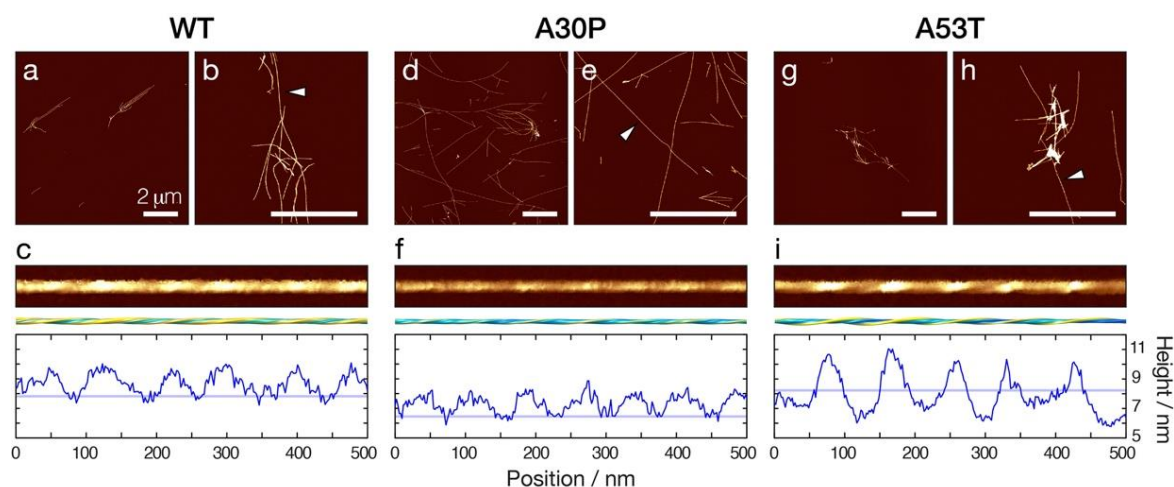 WT A30P A53T
a b d e g h
2 μm
c f i
11
9
7
5
Height / nm
0 100 200 300 400 500 0 100 200 300 400 500 0 100 200 300 400 500
Position / nm